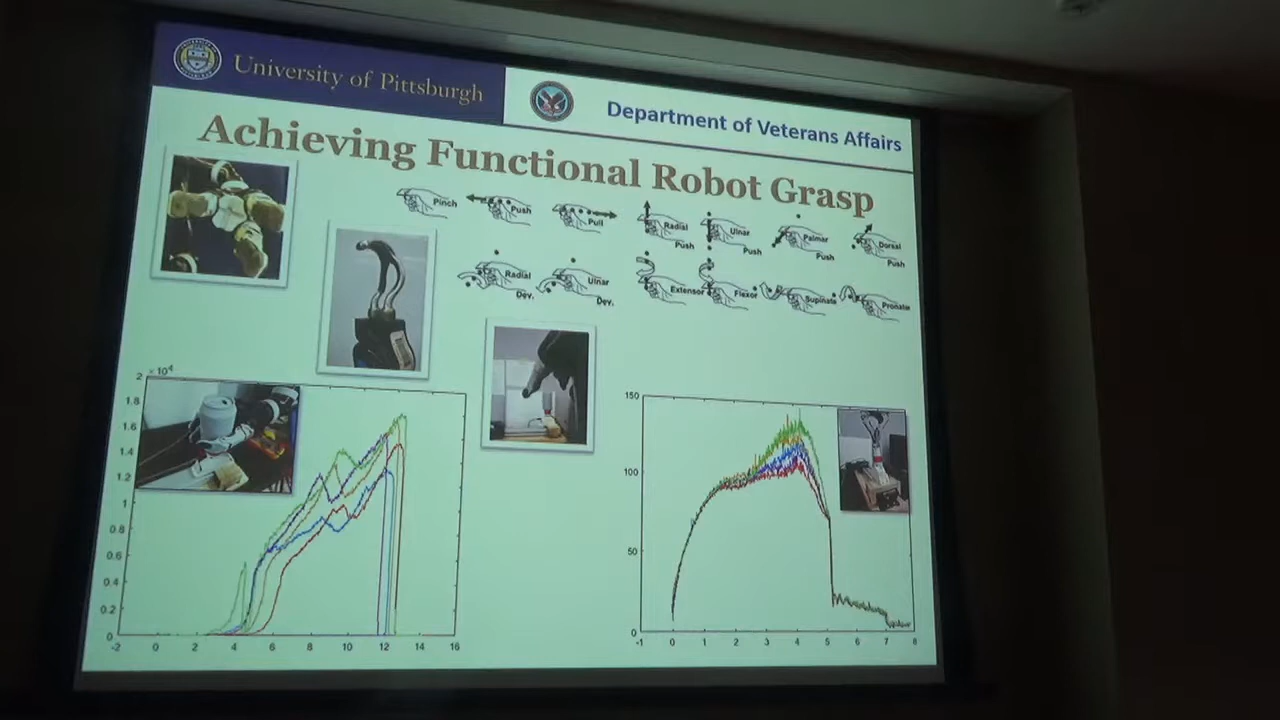 University of Pittsburgh
Department of Veterans Affairs
Achieving Functional Robot Grasp
Pinch
Push
Pull
Radial
Push
Ulnar
Push
Palmar
Push
Dorsal
Push
Radial
Dev.
Ulnar
Dev.
Extensor
Flexor
Supinate
Pronate
2 × 10⁴
1.8
1.6
1.4
1.2
1
0.8
0.6
0.4
0.2
0
-2 0 2 4 6 8 10 12 14 16
150
100
50
0
-1 0 1 2 3 4 5 6 7 8